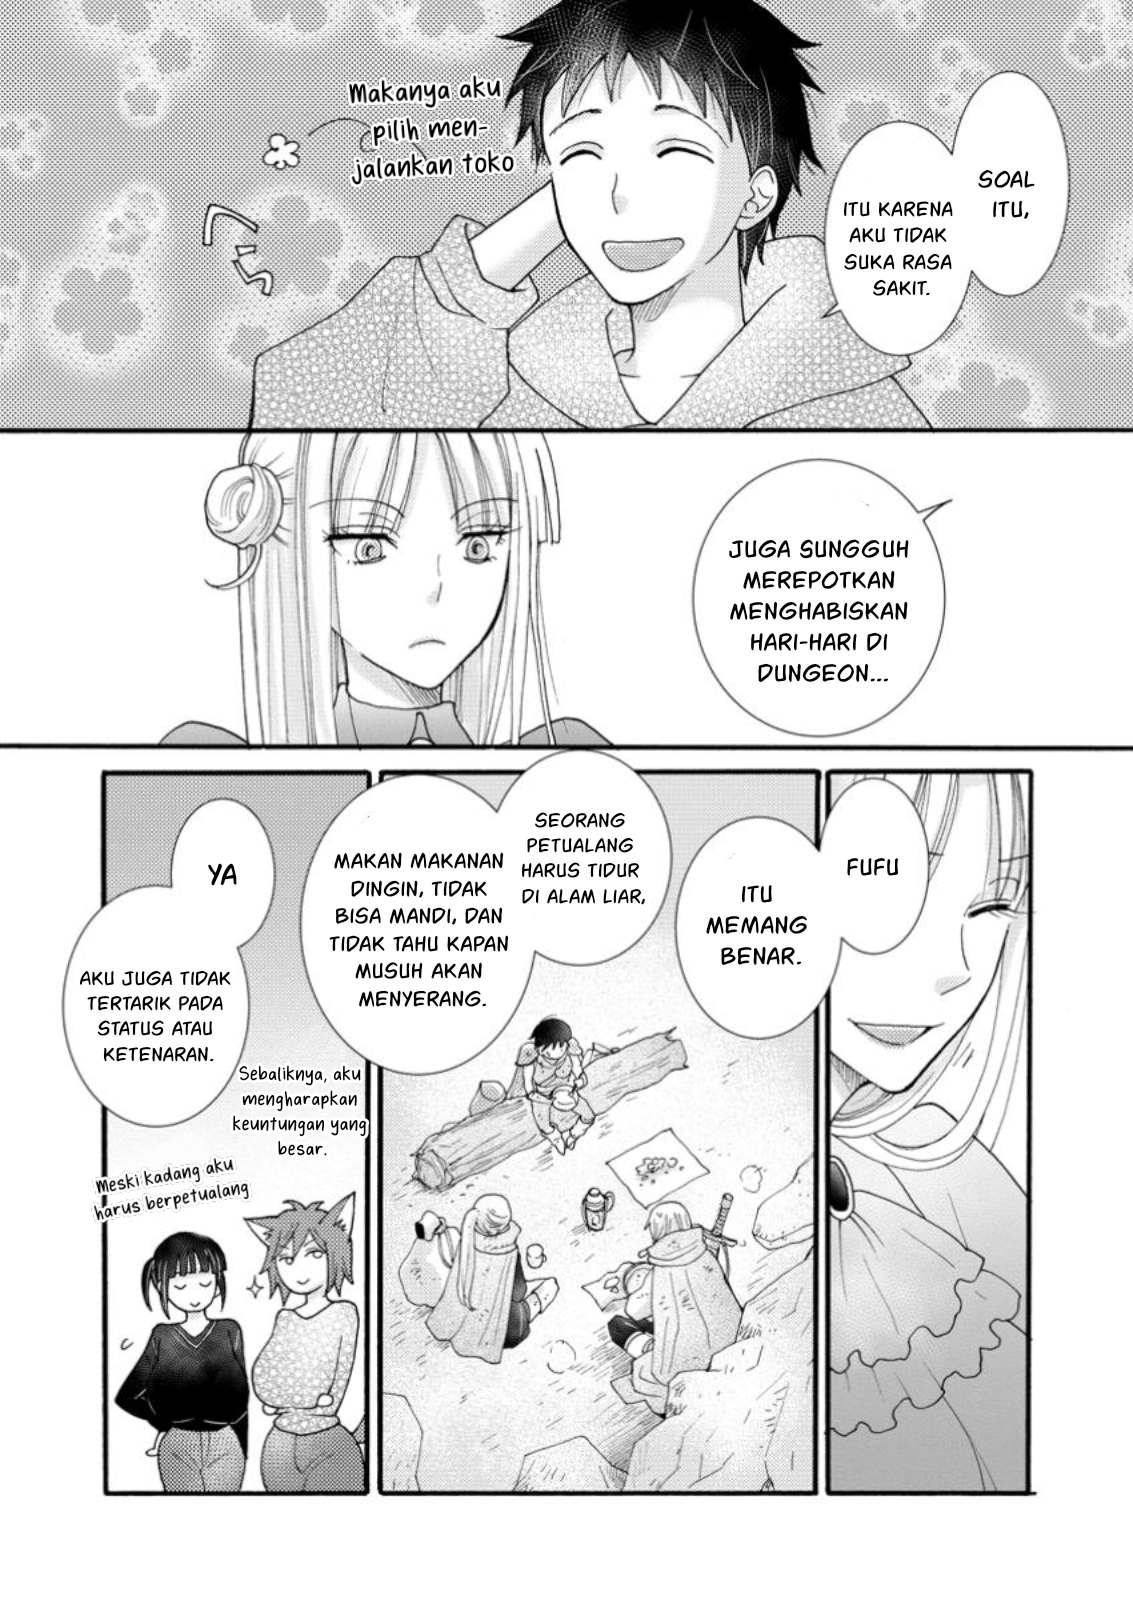 SOAL
ITU,
ITU KARENA
AKU TIDAK
SUKA RASA
SAKIT.
Makanya aku
pilih men-
jalankan toko
へら
JUGA SUNGGUH
MEREPOTKAN
MENGHABISKAN
HARI-HARI DI
DUNGEON...
FUFU
ITU
MEMANG
BENAR.
SEORANG
PETUALANG
HARUS TIDUR
DI ALAM LIAR,
MAKAN MAKANAN
DINGIN, TIDAK
BISA MANDI, DAN
TIDAK TAHU KAPAN
MUSUH AKAN
MENYERANG.
YA
AKU JUGA TIDAK
TERTARIK PADA
STATUS ATAU
KETENARAN.
Sebaliknya, aku
mengharapkan
keuntungan yang
besar.
Meski kadang aku
harus berpetualang